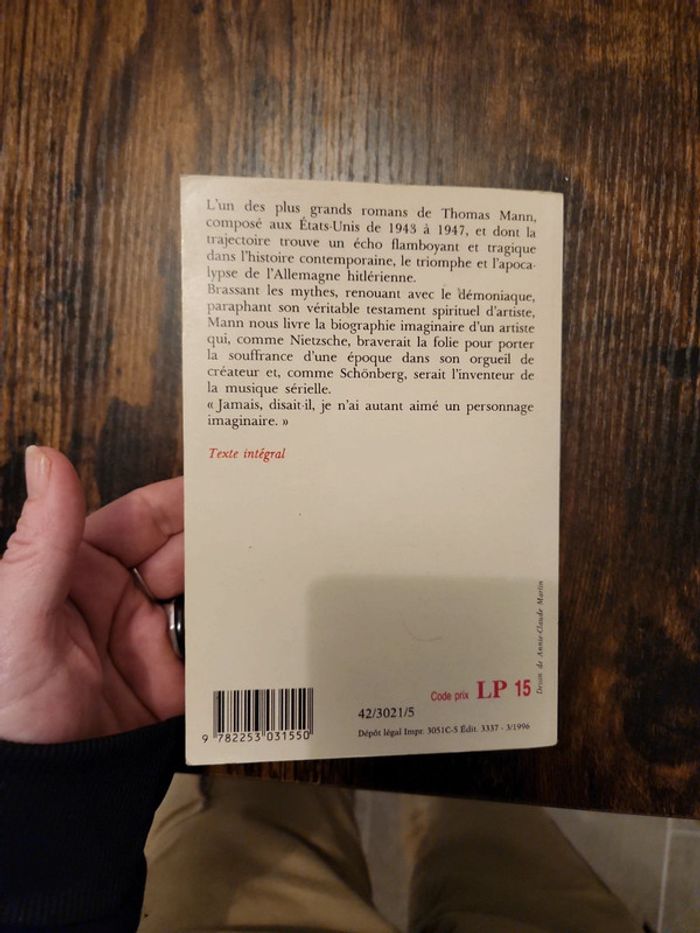 L'un des plus grands romans de Thomas Mann,
composé aux États-Unis de 1943 à 1947, et dont la
trajectoire trouve un écho flamboyant et tragique
dans l'histoire contemporaine, le triomphe et l'apoca-
lypse de l'Allemagne hitlérienne.
Brassant les mythes, renouant avec le démoniaque,
paraphant son véritable testament spirituel d'artiste,
Mann nous livre la biographie imaginaire d'un artiste
qui, comme Nietzsche, braverait la folie pour porter
la souffrance d'une époque dans son orgueil de
créateur et, comme Schönberg, serait l'inventeur de
la musique sérielle.
« Jamais, disait-il, je n'ai autant aimé un personnage
imaginaire. »
Texte intégral
Dessin de Annie-Claude Martin
Code prix LP 15
42/3021/5
Dépôt légal Impr. 3051C-5 Édit. 3337 - 3/1996
9 782253 031550